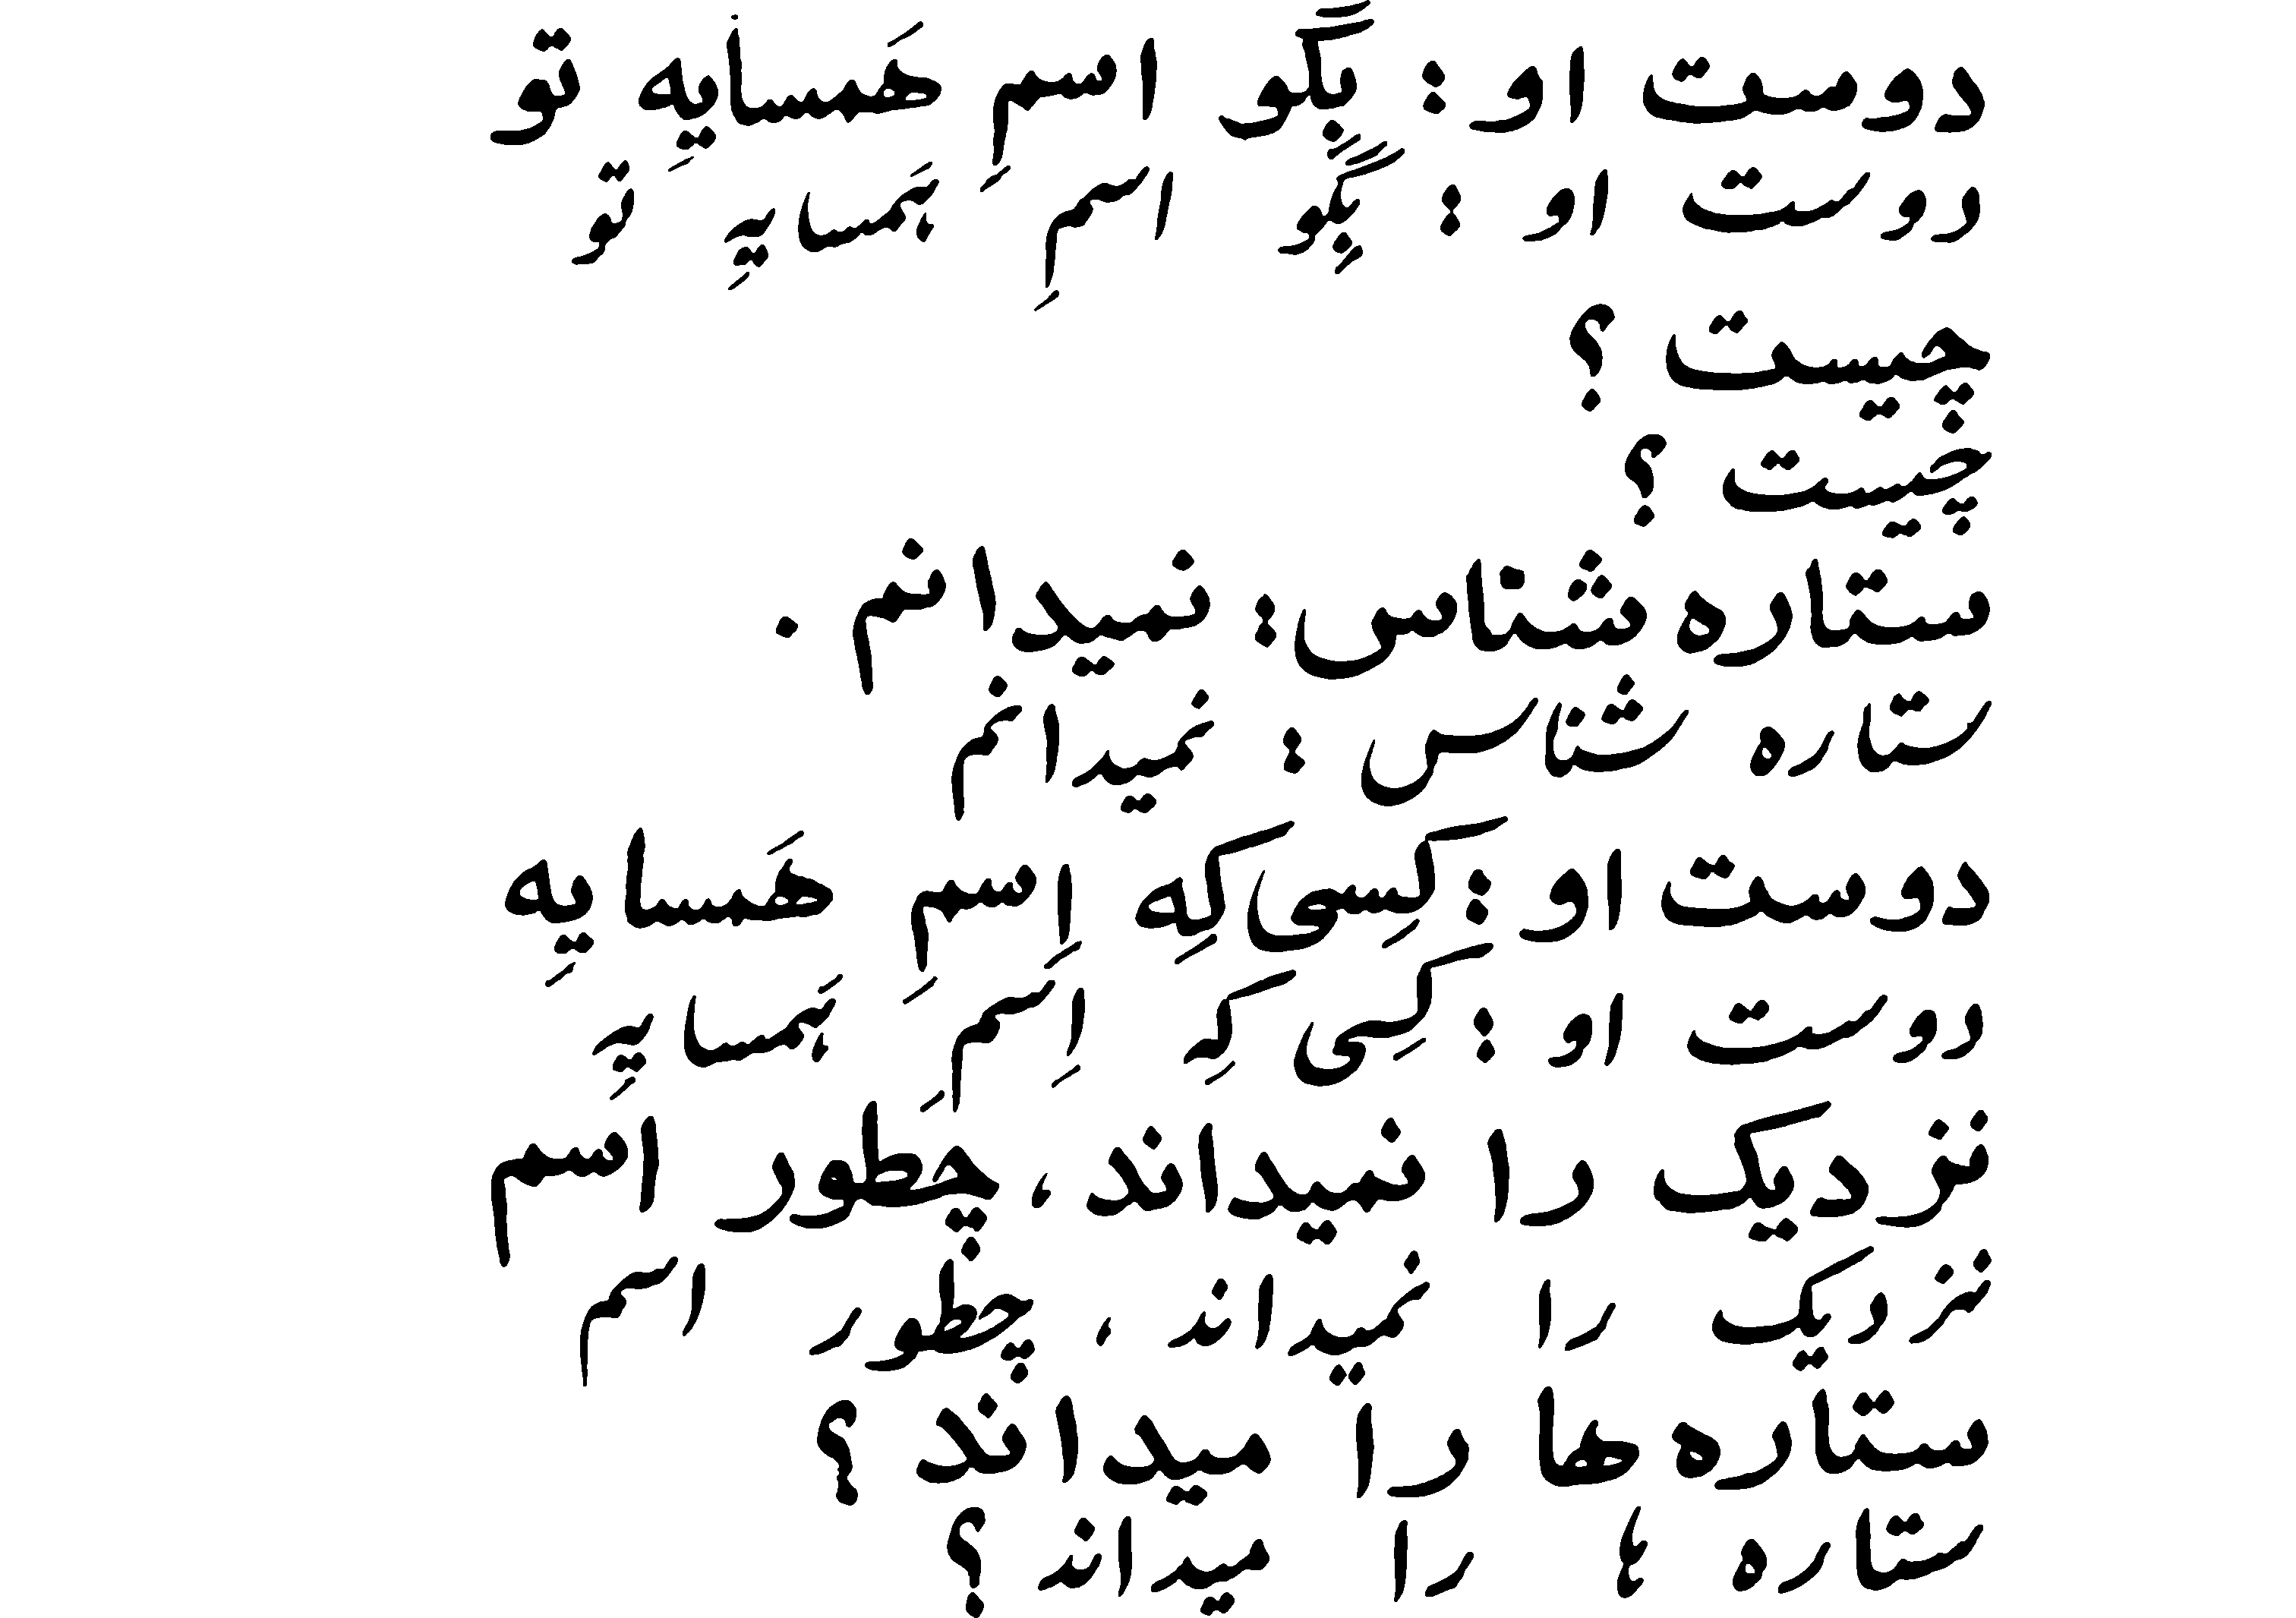 دوست او : بگو اسمِ هَمسایهِ تو
دوست او : بِگو اسمِ هَمسایهِ تو
چیست ؟
چیست ؟
ستاره شناس : نمیدانم .
ستاره شناس : نمیدانم
دوست او : کِسی کِه اِسمِ هَمسایهِ
دوست او : کِسی کِه اِسمِ هَمسایهِ
نزدیک را نمیداند ، چطور اسم
نزدیک را نمیداند ، چطور اسم
ستاره ها را میداند ؟
ستاره ها را میداند ؟